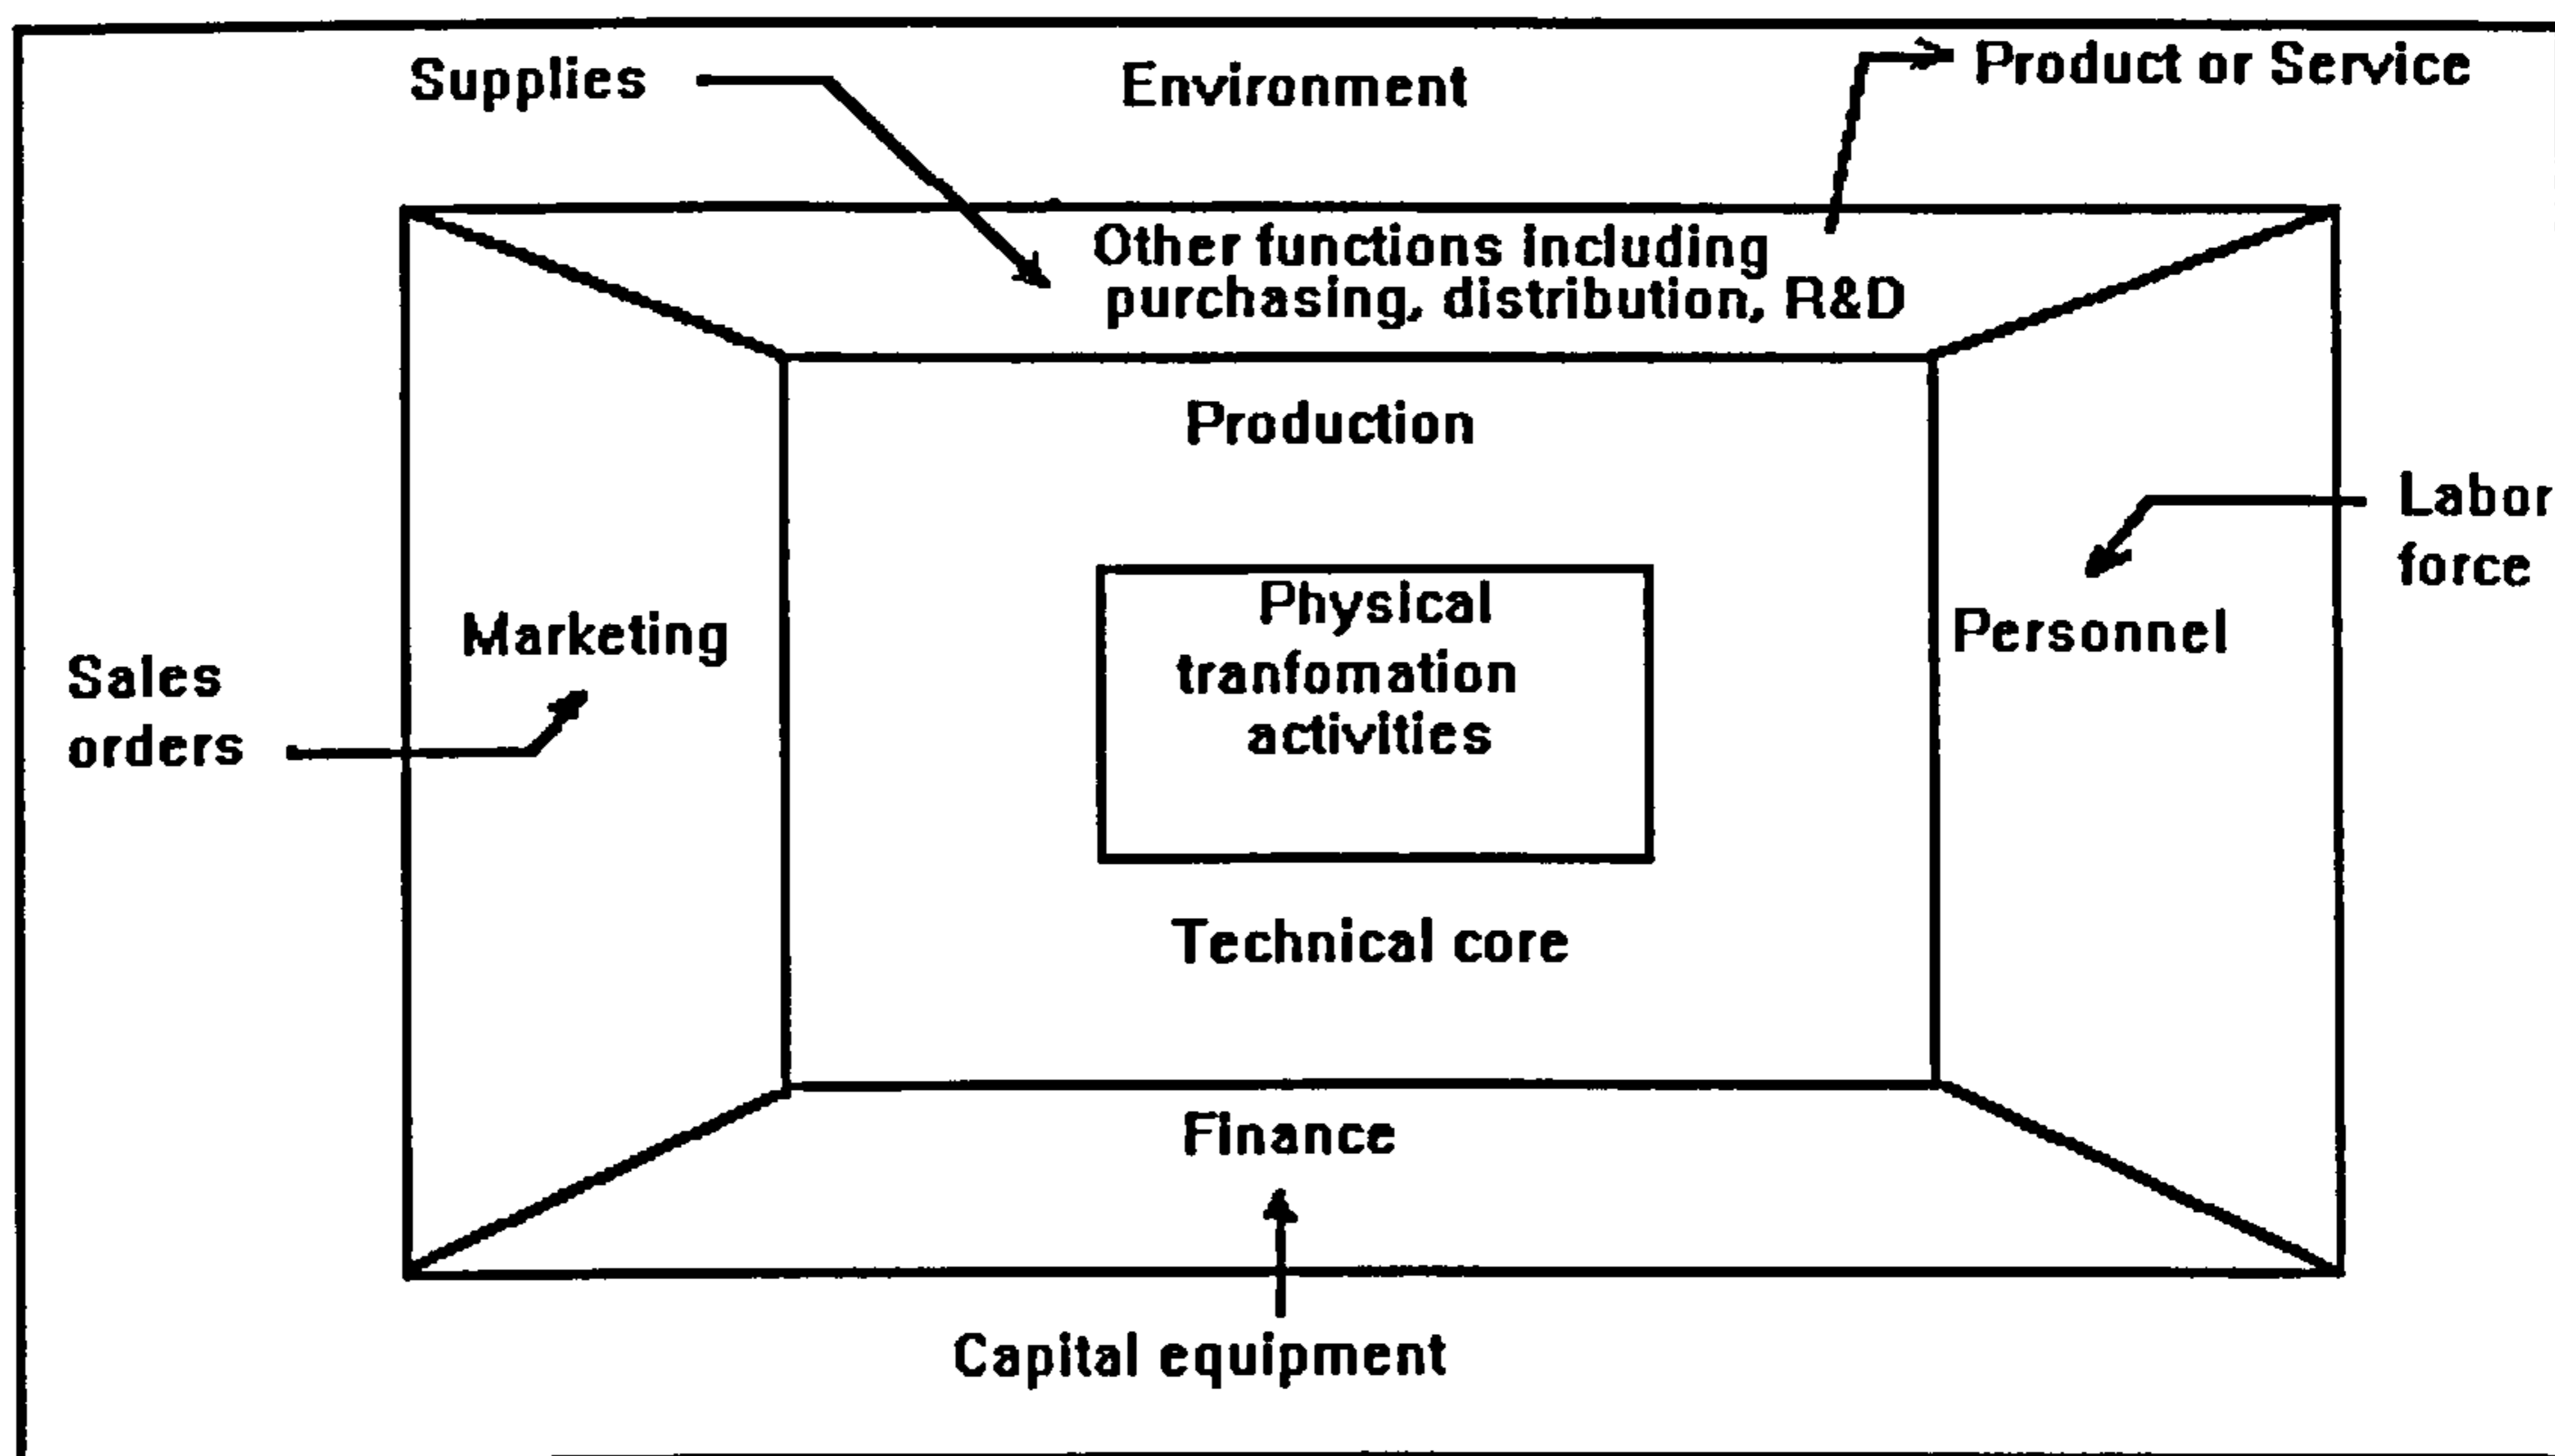 Supplies
Environment
Product or Service
Other functions including
purchasing, distribution, R&D
Production
Labor
force
Physical
tranfomation
activities
Marketing
Personnel
Sales
orders
Technical core
Finance
Capital equipment